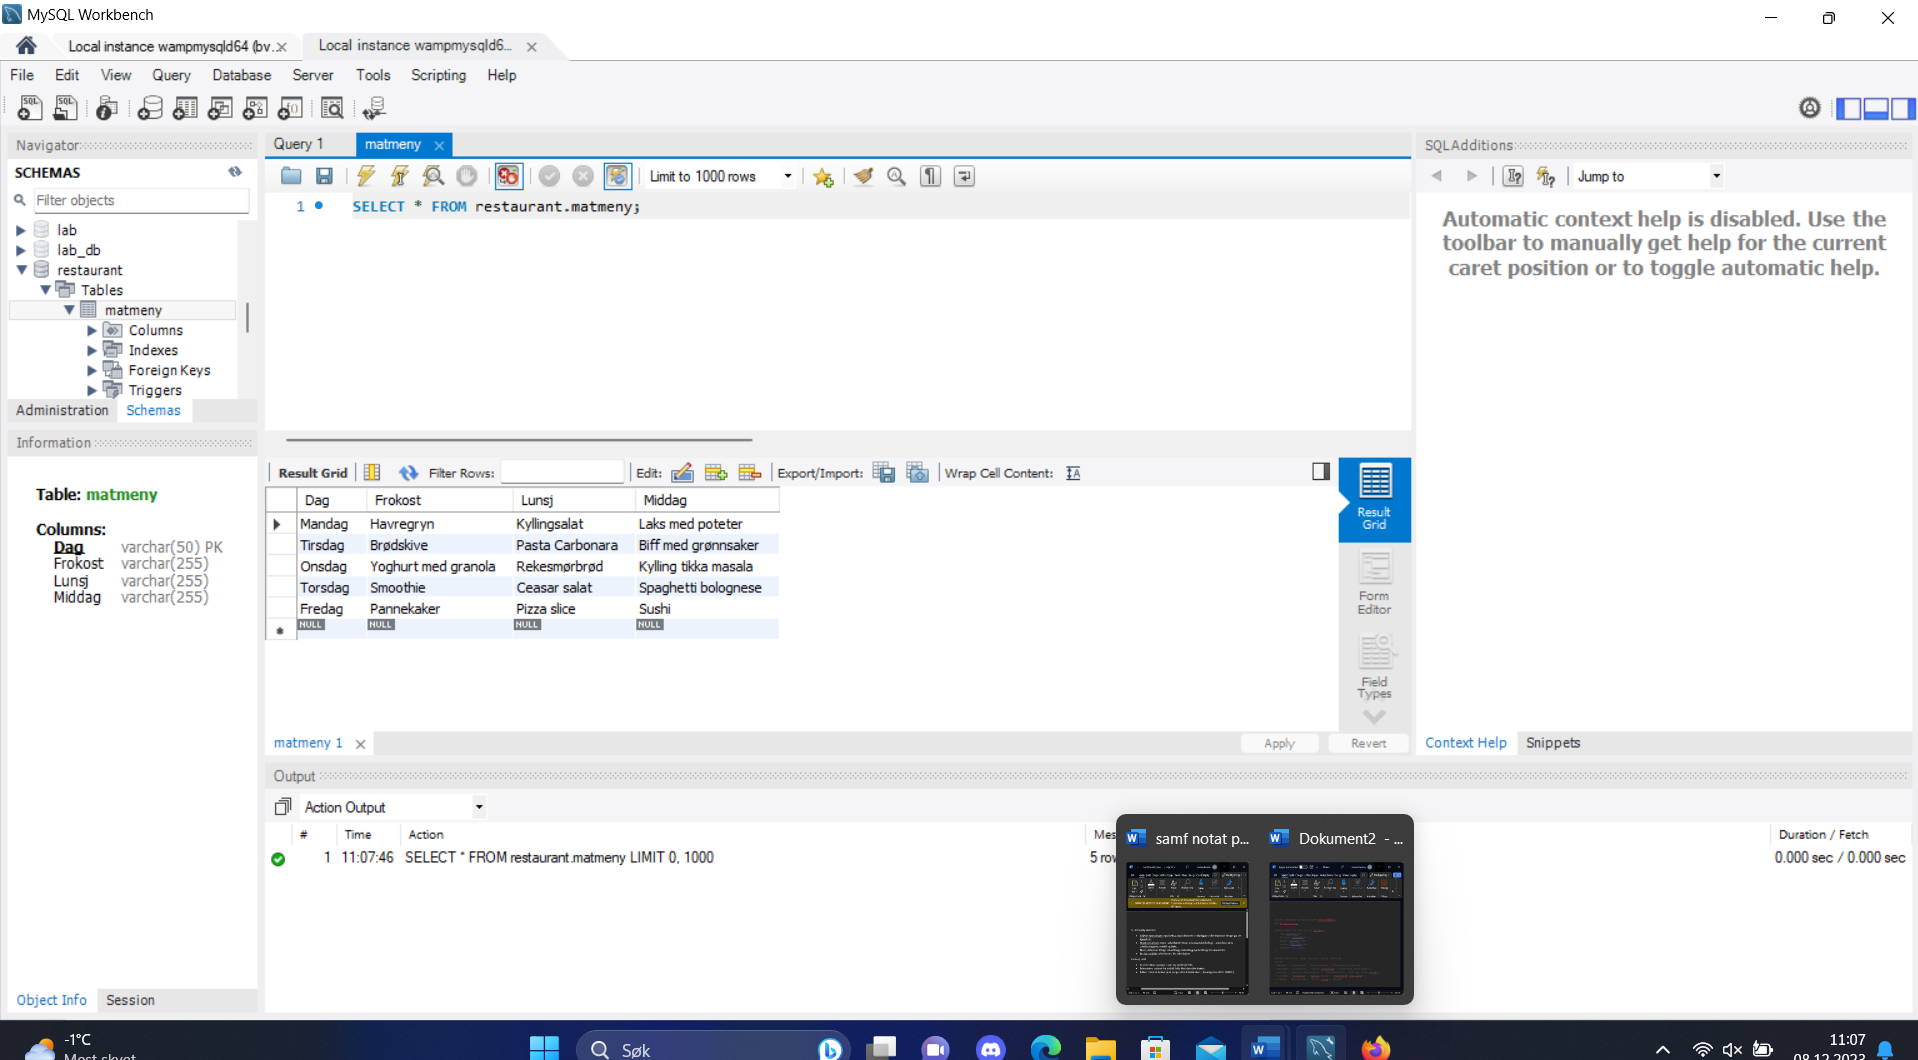 MySQL Workbench
Local instance wampmysqld64 (bv...
Local instance wampmysqld6...
File Edit View Query Database Server Tools Scripting Help
Navigator
SCHEMAS
Filter objects
lab
lab_db
restaurant
Tables
matmeny
Columns
Indexes
Foreign Keys
Triggers
Administration Schemas
Information
Table: matmeny
Columns:
Dag varchar(50) PK
Frokost varchar(255)
Lunsj varchar(255)
Middag varchar(255)
Object Info Session
Query 1 matmeny
Limit to 1000 rows
1 SELECT * FROM restaurant.matmeny;
Result Grid Filter Rows: Edit: Export/Import: Wrap Cell Content:
Dag Frokost Lunsj Middag
Mandag Havregryn Kyllingsalat Laks med poteter
Tirsdag Brødskive Pasta Carbonara Biff med grønnsaker
Onsdag Yoghurt med granola Rekesmørbrød Kylling tikka masala
Torsdag Smoothie Ceasar salat Spaghetti bolognese
Fredag Pannekaker Pizza slice Sushi
NULL NULL NULL NULL
Result
Grid
Form
Editor
Field
Types
matmeny 1
Apply Revert
SQLAdditions
Jump to
Automatic context help is disabled. Use the
toolbar to manually get help for the current
caret position or to toggle automatic help.
Context Help Snippets
Output
Action Output
# Time Action Mes Duration / Fetch
1 11:07:46 SELECT * FROM restaurant.matmeny LIMIT 0, 1000 5 row 0.000 sec / 0.000 sec
samf notat p... Dokument2 - ...
-1°C
Mest skyet
Søk
11:07
08.12.2023